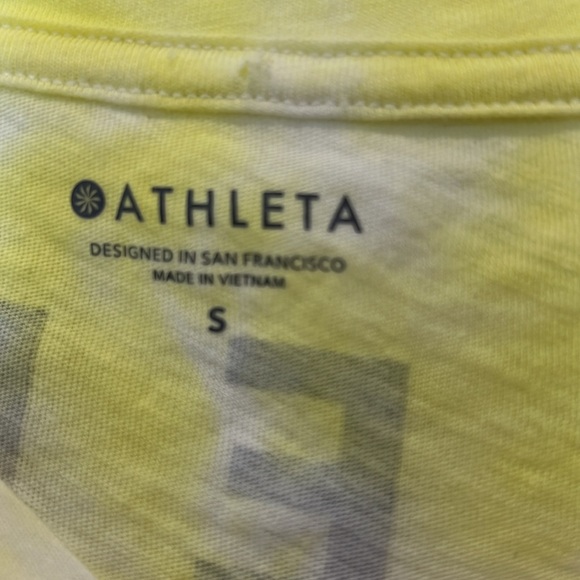 ATHLETA
DESIGNED IN SAN FRANCISCO
MADE IN VIETNAM
S